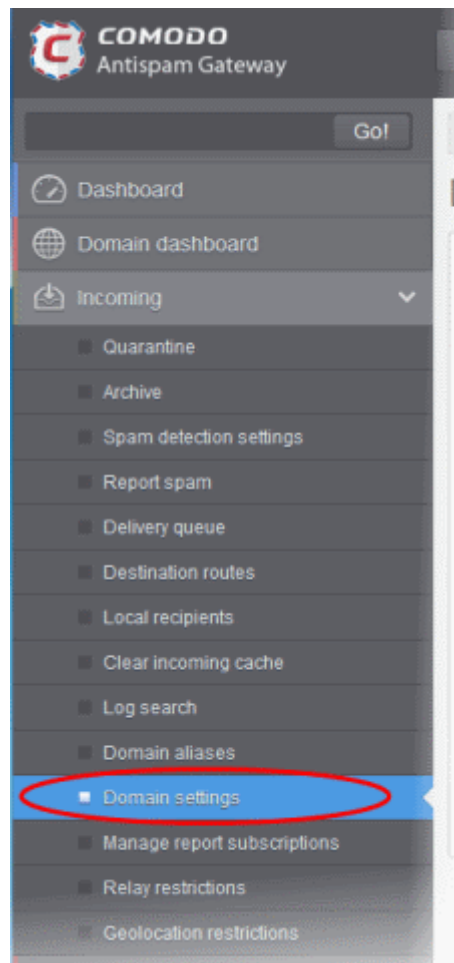 COMODO
Antispam Gateway
Go!
Dashboard
Domain dashboard
Incoming
Quarantine
Archive
Spam detection settings
Report spam
Delivery queue
Destination routes
Local recipients
Clear incoming cache
Log search
Domain aliases
Domain settings
Manage report subscriptions
Relay restrictions
Geolocation restrictions